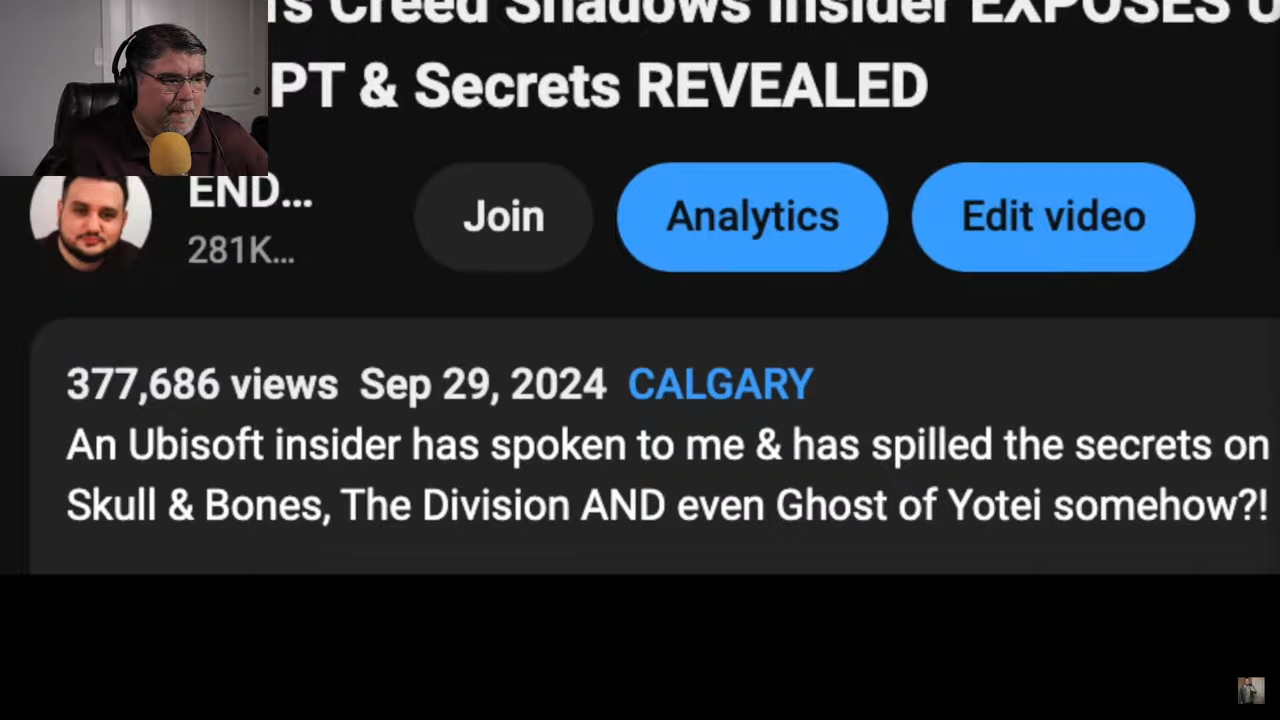 Creed Shadows Insider EXPOSES
PT & Secrets REVEALED
END...
281K...
Join
Analytics
Edit video
377,686 views Sep 29, 2024 CALGARY
An Ubisoft insider has spoken to me & has spilled the secrets on
Skull & Bones, The Division AND even Ghost of Yotei somehow?!